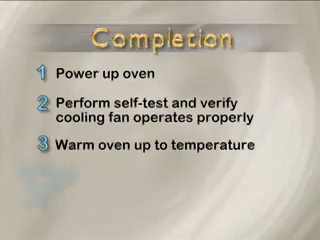 Completion
1 Power up oven
2 Perform self-test and verify
cooling fan operates properly
3 Warm oven up to temperature